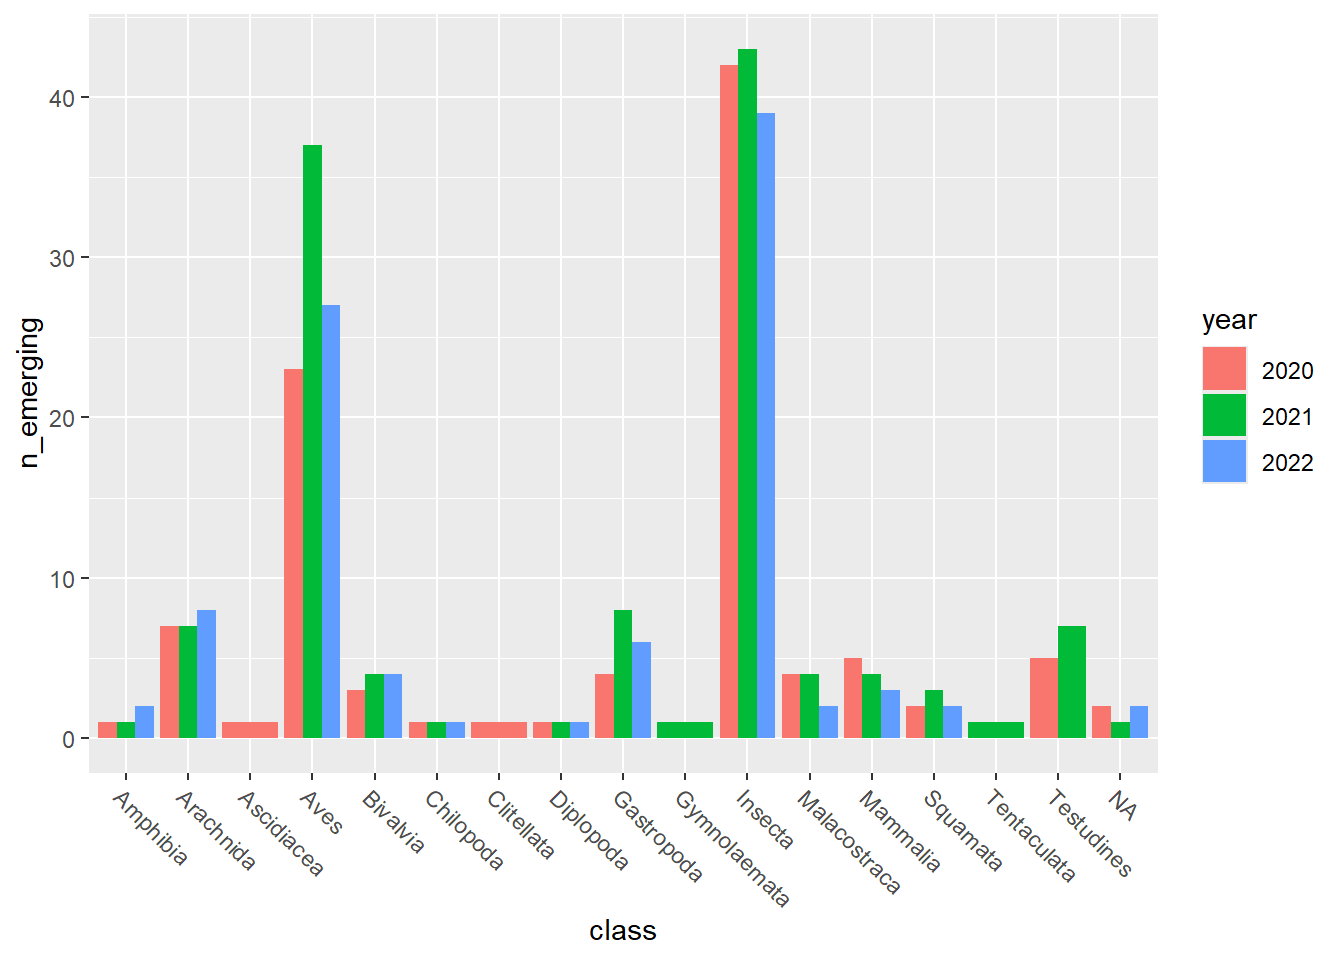 40
30
20
10
0
n_emerging
Amphibia
Arachnida
Ascidiacea
Aves
Bivalvia
Chilopoda
Clitellata
Diplopoda
Gastropoda
Gymnolaemata
Insecta
Malacostraca
Mammalia
Squamata
Tentaculata
Testudines
NA
class
year
2020
2021
2022